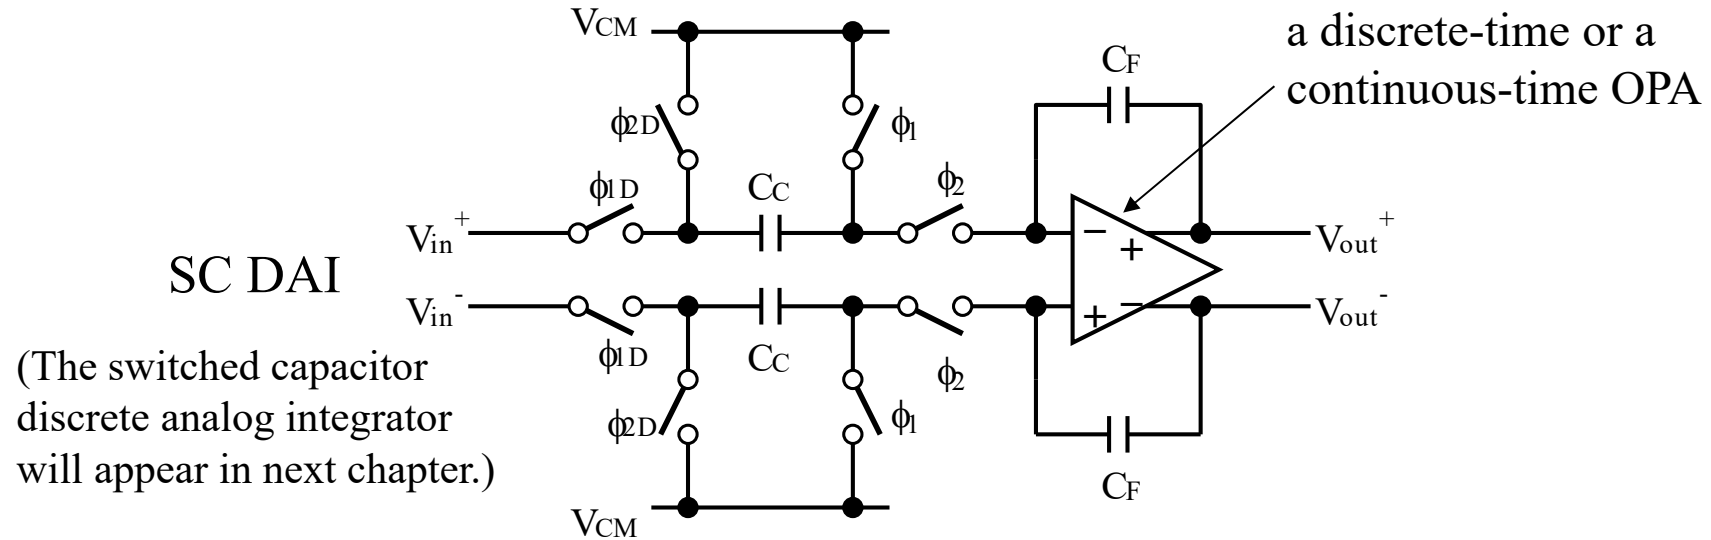 VCM
CF
a discrete-time or a
continuous-time OPA
ϕ2D
ϕ1
ϕ1D
CC
ϕ2
Vin+
−
+
Vout+
SC DAI
Vin-
+
−
Vout-
ϕ1D
CC
ϕ2
(The switched capacitor
discrete analog integrator
will appear in next chapter.)
ϕ2D
ϕ1
CF
VCM